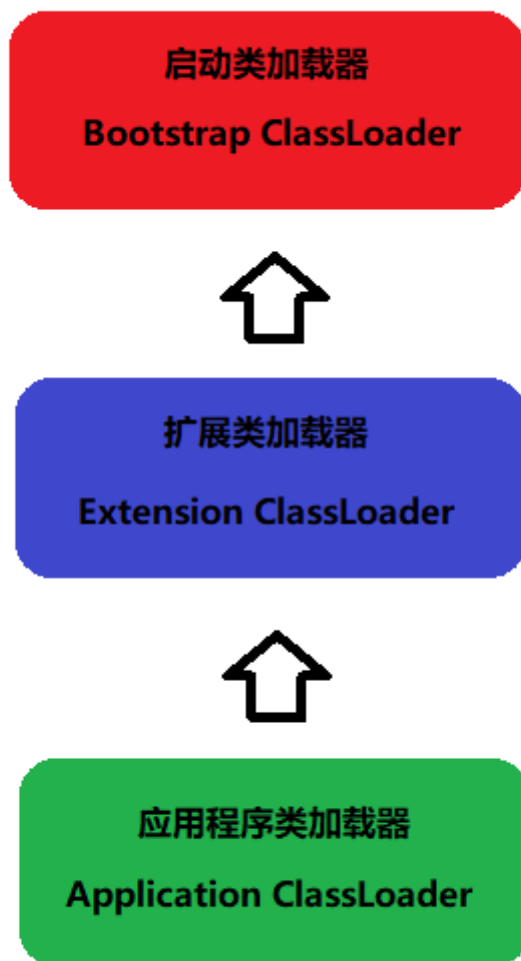 启动类加载器
Bootstrap ClassLoader
扩展类加载器
Extension ClassLoader
应用程序类加载器
Application ClassLoader